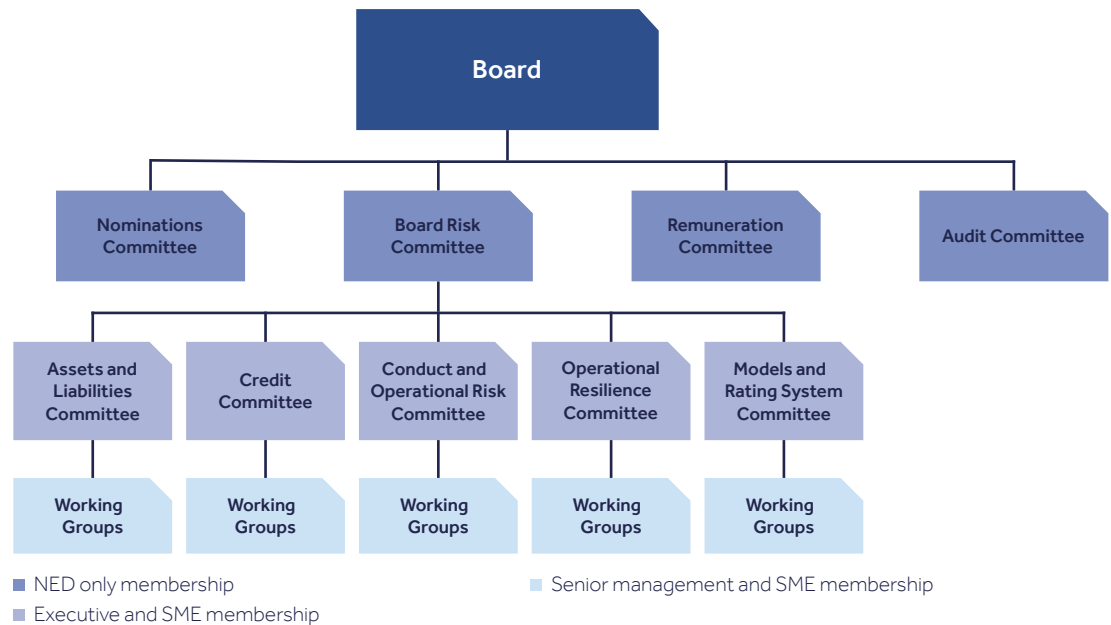 Board
Nominations
Committee
Board Risk
Committee
Remuneration
Committee
Audit Committee
Assets and
Liabilities
Committee
Credit
Committee
Conduct and
Operational Risk
Committee
Operational
Resilience
Committee
Models and
Rating System
Committee
Working
Groups
Working
Groups
Working
Groups
Working
Groups
Working
Groups
NED only membership
Executive and SME membership
Senior management and SME membership